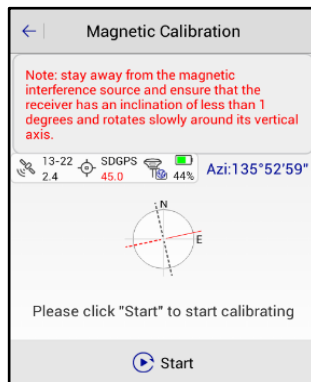 Magnetic Calibration
Note: stay away from the magnetic
interference source and ensure that the
receiver has an inclination of less than 1
degrees and rotates slowly around its vertical
axis.
13-22 SDGPS Azi:135°52'59"
2.4 45.0 44%
N
E
Please click "Start" to start calibrating
Start